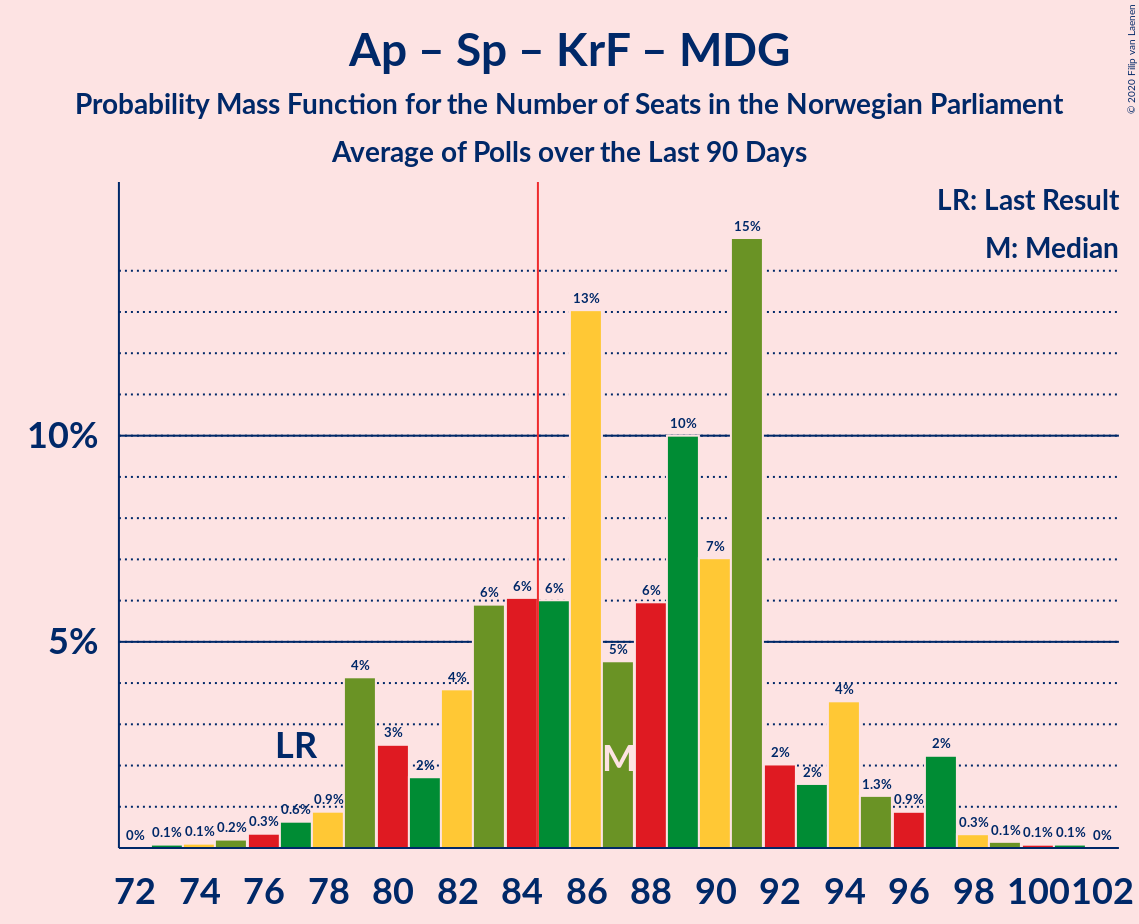 Ap – Sp – KrF – MDG
Probability Mass Function for the Number of Seats in the Norwegian Parliament
Average of Polls over the Last 90 Days
© 2020 Filip van Laenen
LR: Last Result
M: Median
10%
5%
0% 0.1% 0.1% 0.2% 0.3% 0.6% 0.9% 4% 3% 2% 4% 6% 6% 6% 13% 5% 6% 10% 7% 15% 2% 2% 4% 1.3% 0.9% 2% 0.3% 0.1% 0.1% 0.1% 0%
LR
M
72 74 76 78 80 82 84 86 88 90 92 94 96 98 100 102